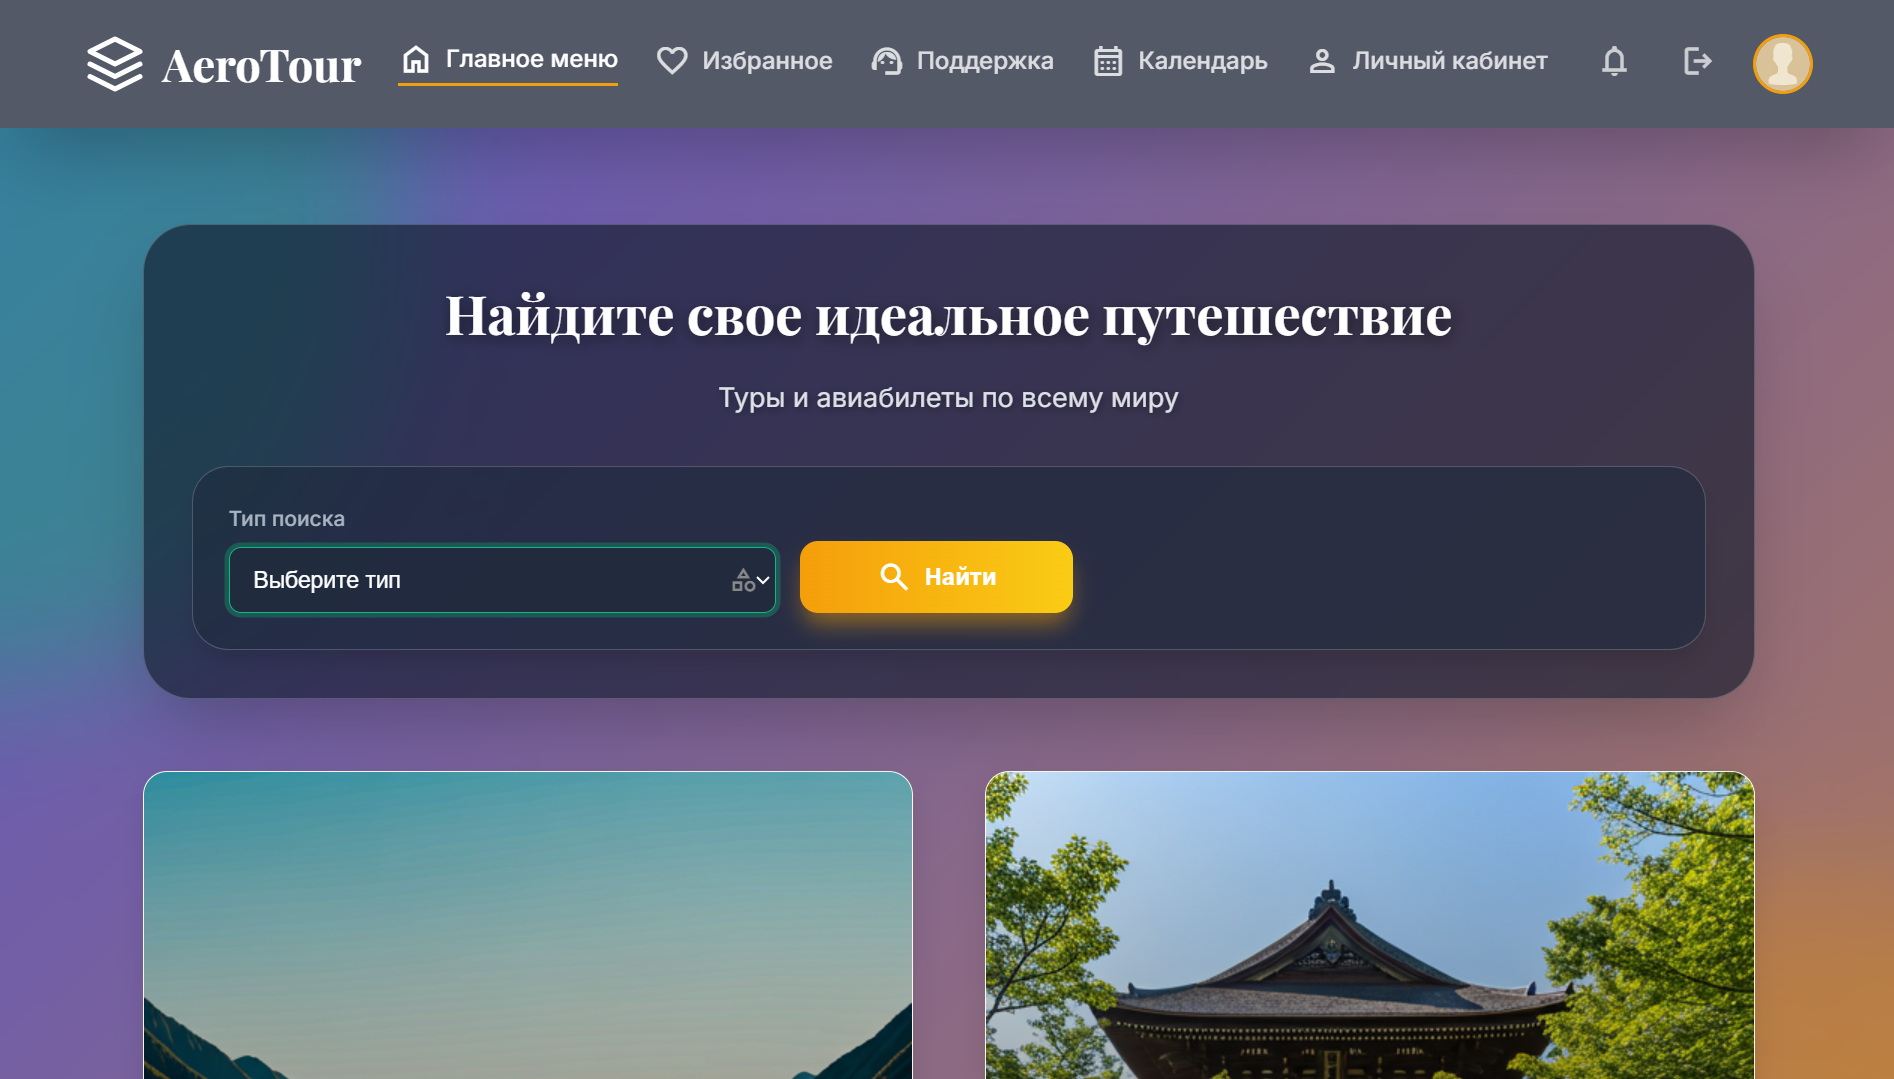 AeroTour
Главное меню
Избранное
Поддержка
Календарь
Личный кабинет
Найдите свое идеальное путешествие
Туры и авиабилеты по всему миру
Тип поиска
Выберите тип
Найти